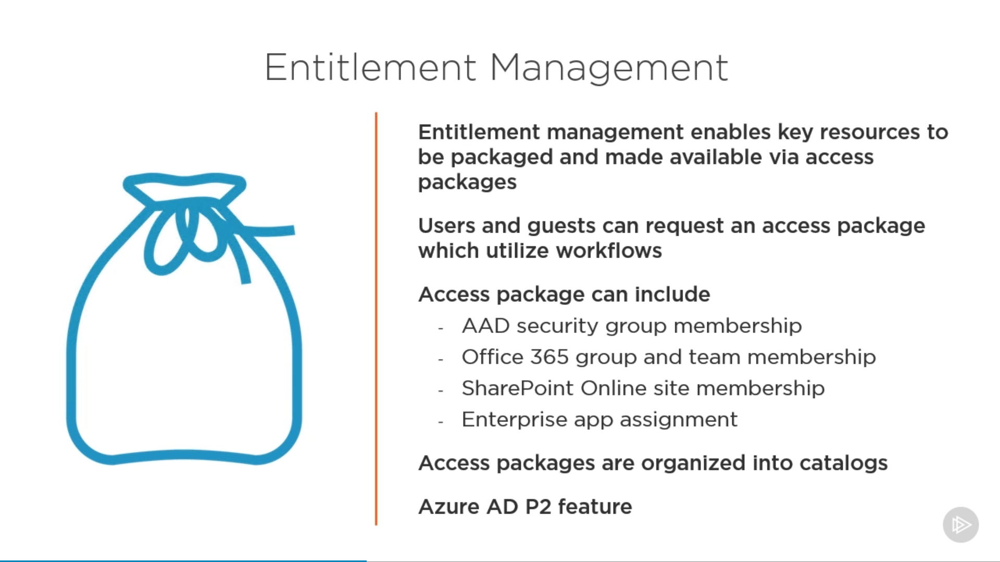 Entitlement Management
Entitlement management enables key resources to
be packaged and made available via access
packages
Users and guests can request an access package
which utilize workflows
Access package can include
- AAD security group membership
- Office 365 group and team membership
- SharePoint Online site membership
- Enterprise app assignment
Access packages are organized into catalogs
Azure AD P2 feature